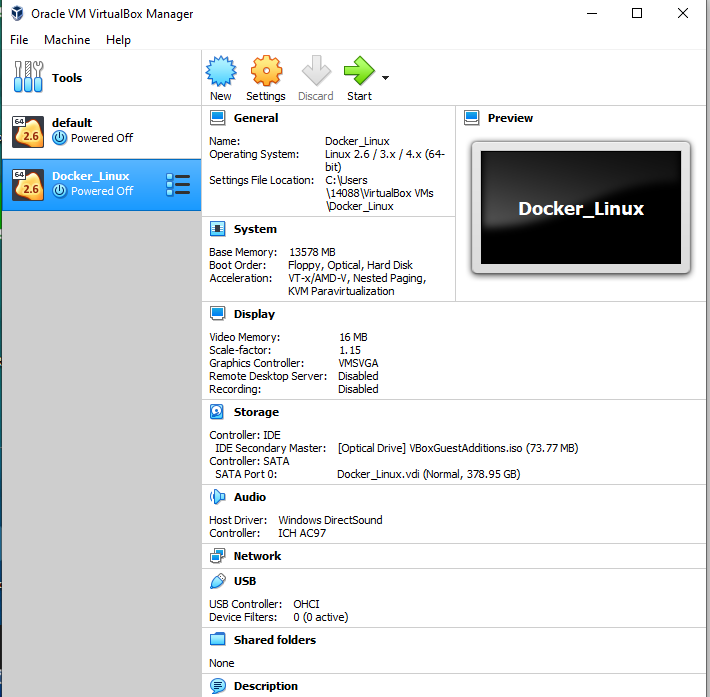 Oracle VM VirtualBox Manager
File Machine Help
Tools
New Settings Discard Start
64
2.6
default
Powered Off
64
2.6
Docker_Linux
Powered Off
General
Name: Docker_Linux
Operating System: Linux 2.6 / 3.x / 4.x (64-
bit)
Settings File Location: C:\Users
\14088\VirtualBox VMs
\Docker_Linux
Preview
Docker_Linux
System
Base Memory: 13578 MB
Boot Order: Floppy, Optical, Hard Disk
Acceleration: VT-x/AMD-V, Nested Paging,
KVM Paravirtualization
Display
Video Memory: 16 MB
Scale-factor: 1.15
Graphics Controller: VMSVGA
Remote Desktop Server: Disabled
Recording: Disabled
Storage
Controller: IDE
IDE Secondary Master: [Optical Drive] VBoxGuestAdditions.iso (73.77 MB)
Controller: SATA
SATA Port 0: Docker_Linux.vdi (Normal, 378.95 GB)
Audio
Host Driver: Windows DirectSound
Controller: ICH AC97
Network
USB
USB Controller: OHCI
Device Filters: 0 (0 active)
Shared folders
None
Description